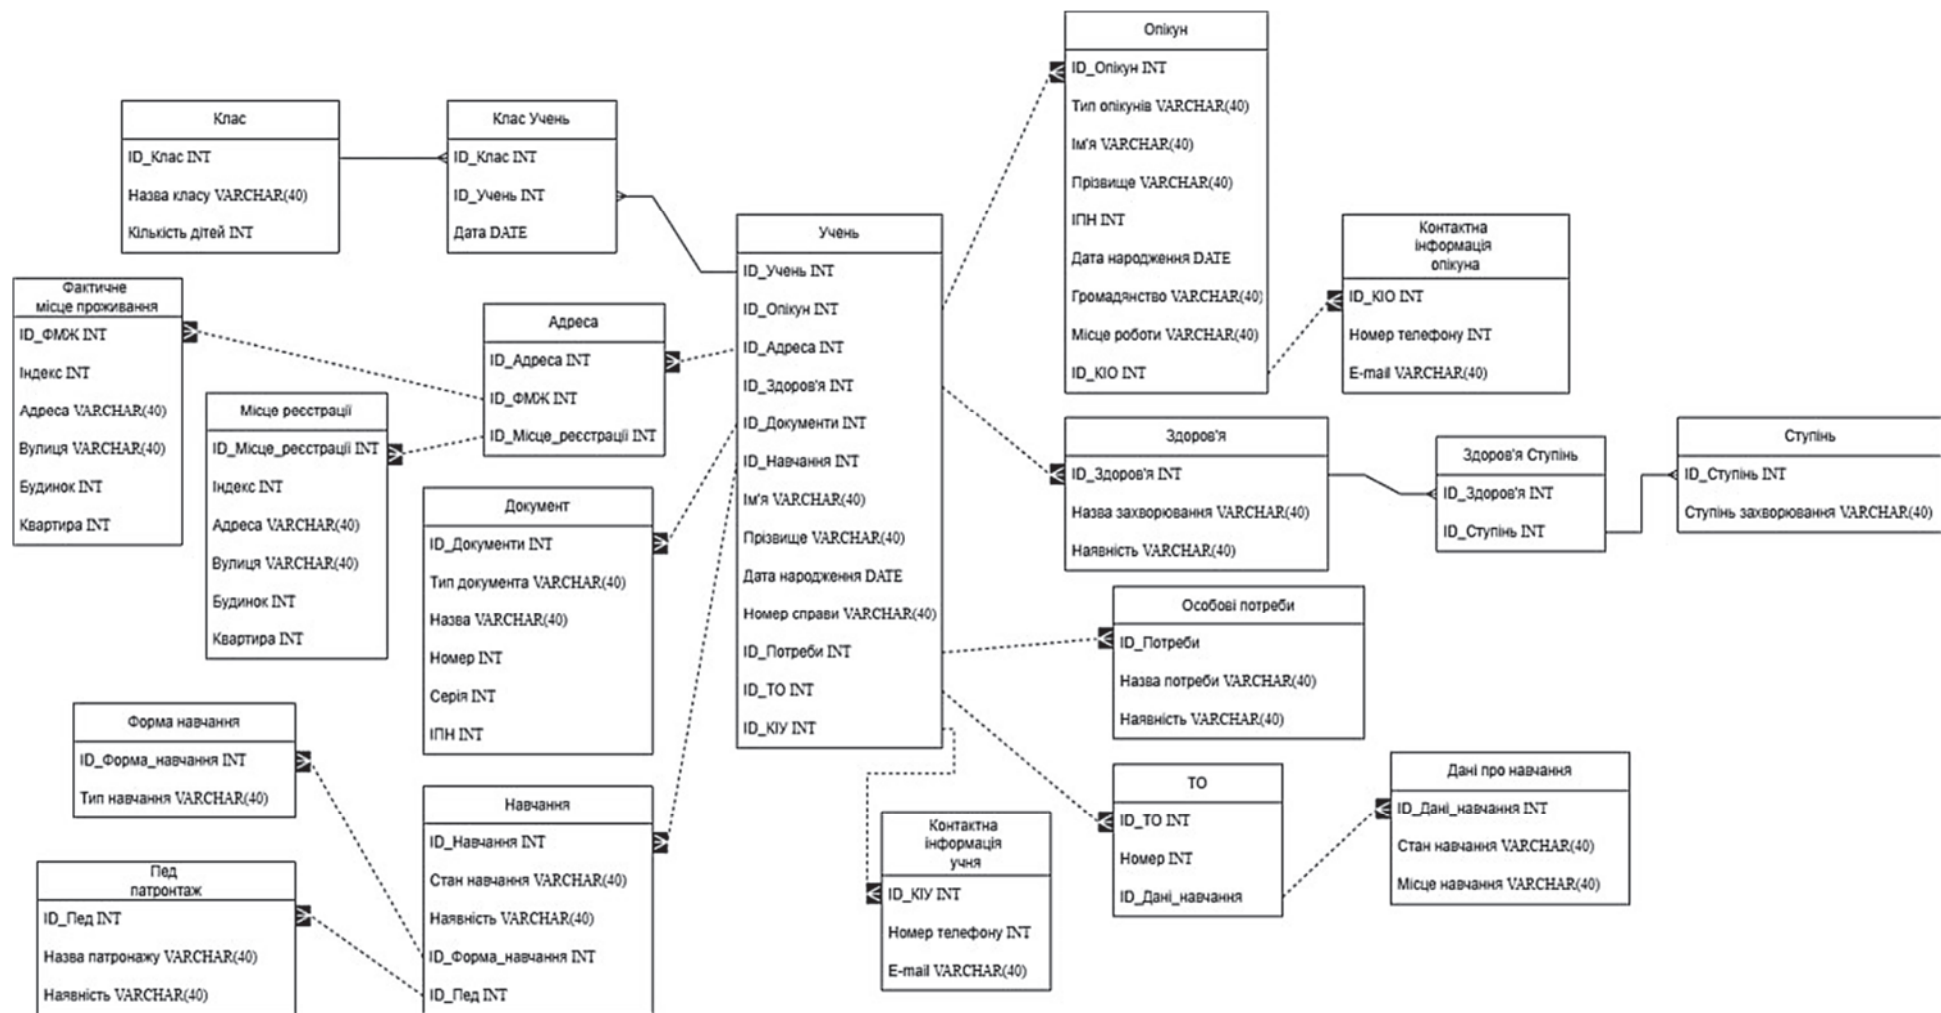 Клас
ID_Клас INT
Назва класу VARCHAR(40)
Кількість дітей INT
Клас Учень
ID_Клас INT
ID_Учень INT
Дата DATE
Фактичне
місце проживання
ID_ФМЖ INT
Індекс INT
Адреса VARCHAR(40)
Вулиця VARCHAR(40)
Будинок INT
Квартира INT
Місце реєстрації
ID_Місце_реєстрації INT
Індекс INT
Адреса VARCHAR(40)
Вулиця VARCHAR(40)
Будинок INT
Квартира INT
Адреса
ID_Адреса INT
ID_ФМЖ INT
ID_Місце_реєстрації INT
Документ
ID_Документи INT
Тип документа VARCHAR(40)
Назва VARCHAR(40)
Номер INT
Серія INT
ІПН INT
Форма навчання
ID_Форма_навчання INT
Тип навчання VARCHAR(40)
Пед
патронтаж
ID_Пед INT
Назва патронажу VARCHAR(40)
Наявність VARCHAR(40)
Навчання
ID_Навчання INT
Стан навчання VARCHAR(40)
Наявність VARCHAR(40)
ID_Форма_навчання INT
ID_Пед INT
Учень
ID_Учень INT
ID_Опікун INT
ID_Адреса INT
ID_Здоров'я INT
ID_Документи INT
ID_Навчання INT
Ім'я VARCHAR(40)
Прізвище VARCHAR(40)
Дата народження DATE
Номер справи VARCHAR(40)
ID_Потреби INT
ID_ТО INT
ID_КІУ INT
Опікун
ID_Опікун INT
Тип опікунів VARCHAR(40)
Ім'я VARCHAR(40)
Прізвище VARCHAR(40)
ІПН INT
Дата народження DATE
Громадянство VARCHAR(40)
Місце роботи VARCHAR(40)
ID_КІО INT
Контактна
інформація
опікуна
ID_КІО INT
Номер телефону INT
E-mail VARCHAR(40)
Здоров'я
ID_Здоров'я INT
Назва захворювання VARCHAR(40)
Наявність VARCHAR(40)
Здоров'я Ступінь
ID_Здоров'я INT
ID_Ступінь INT
Ступінь
ID_Ступінь INT
Ступінь захворювання VARCHAR(40)
Особові потреби
ID_Потреби
Назва потреби VARCHAR(40)
Наявність VARCHAR(40)
ТО
ID_ТО INT
Номер INT
ID_Дані_навчання
Дані про навчання
ID_Дані_навчання INT
Стан навчання VARCHAR(40)
Місце навчання VARCHAR(40)
Контактна
інформація
учня
ID_КІУ INT
Номер телефону INT
E-mail VARCHAR(40)